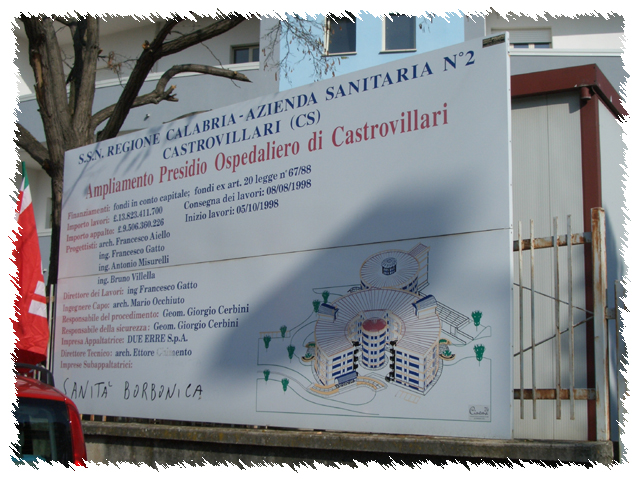 S.S.N. REGIONE CALABRIA-AZIENDA SANITARIA N°2
CASTROVILLARI (CS)
Ampliamento Presidio Ospedaliero di Castrovillari
Finanziamenti: fondi in conto capitale; fondi ex art. 20 legge n°67/88
Importo lavori: £.13.823.411.700
Consegna dei lavori: 08/08/1998
Importo appalto: £.9.506.360.226
Inizio lavori: 05/10/1998
Progettisti: arch. Francesco Aiello
ing. Francesco Gatto
ing. Antonio Misurelli
ing. Bruno Villella
Direttore dei Lavori: ing Francesco Gatto
Ingegnere Capo: arch. Mario Occhiuto
Responsabile del procedimento: Geom. Giorgio Cerbini
Responsabile della sicurezza: Geom. Giorgio Cerbini
Impresa Appaltatrice: DUE ERRE S.p.A.
Direttore Tecnico: arch. Ettore
Imprese Subappaltatrici:
SANITA' BORBONICA